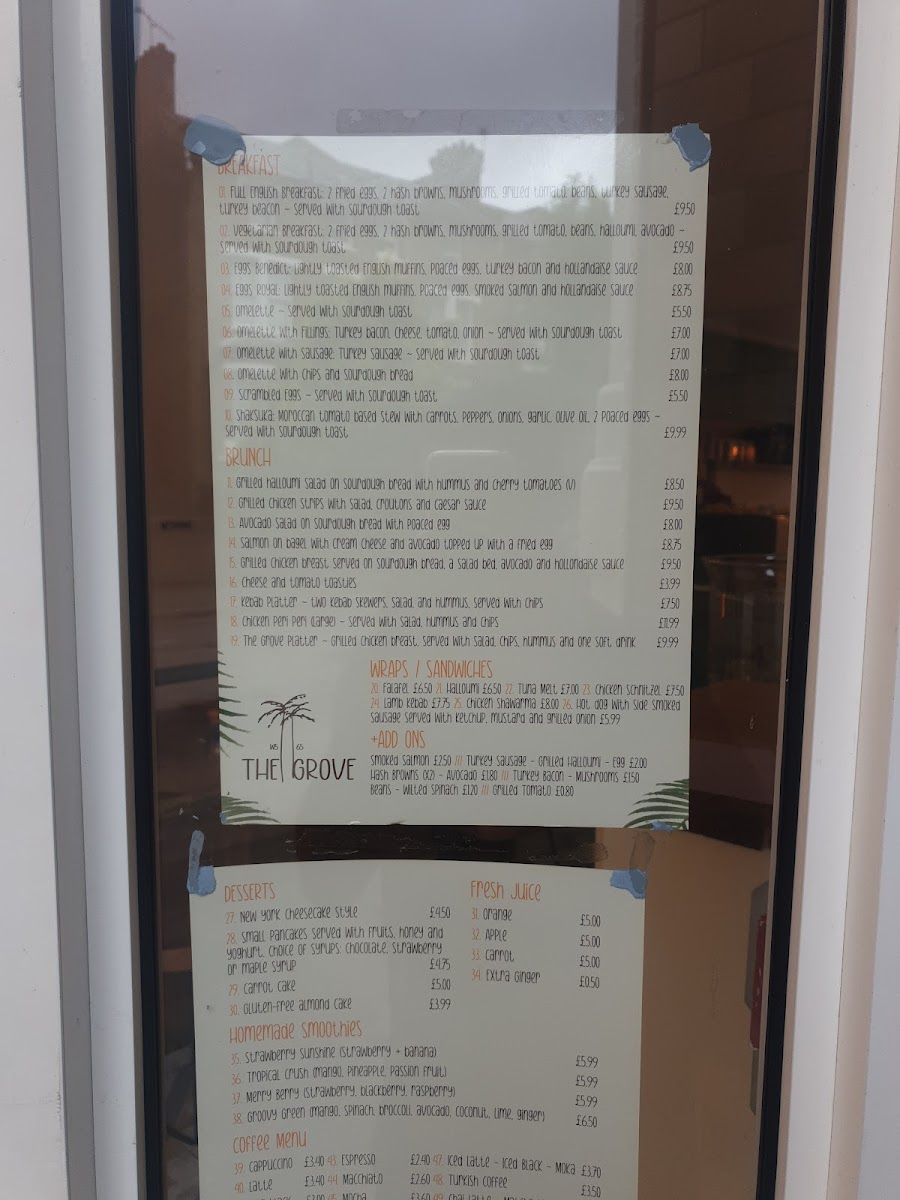 BREAKFAST
01. Full English Breakfast: 2 fried eggs, 2 hash browns, mushrooms, grilled tomato, beans, turkey sausage,
turkey beacon - served with sourdough toast £9.50
02. Vegetarian Breakfast: 2 fried eggs, 2 hash browns, mushrooms, grilled tomato, beans, halloumi, avocado -
served with sourdough toast £9.50
03. Eggs Benedict: Lightly toasted English muffins, poaced eggs, turkey bacon and hollandaise sauce £8.00
04. Eggs Royal: Lightly toasted English muffins, poaced eggs, smoked salmon and hollandaise sauce £8.75
05. Omelette - served with sourdough toast £5.50
06. Omelette with fillings: Turkey bacon, cheese, tomato, onion - served with sourdough toast £7.00
07. Omelette with sausage: Turkey sausage - served with sourdough toast £7.00
08. Omelette with chips and sourdough bread £8.00
09. Scrambled Eggs - served with sourdough toast £5.50
10. Shaksuka: Moroccan tomato based stew with carrots, peppers, onions, garlic, olive oil, 2 poaced eggs -
served with sourdough toast £9.99
BRUNCH
11. Grilled halloumi salad on sourdough bread with hummus and cherry tomatoes (V) £8.50
12. Grilled chicken strips with salad, croutons and caesar sauce £9.50
13. Avocado salad on sourdough bread with poaced egg £8.00
14. Salmon on bagel with cream cheese and avocado topped up with a fried egg £8.75
15. Grilled chicken breast served on sourdough bread, a salad bed, avocado and hollondaise sauce £9.50
16. Cheese and tomato toasties £3.99
17. Kebab Platter - two kebab skewers, salad, and hummus, served with chips £7.50
18. Chicken Peri Peri (Large) - served with salad, hummus and chips £11.99
19. The Grove Platter - Grilled chicken breast, served with salad, chips, hummus and one soft drink £9.99
WRAPS / SANDWICHES
20. Falafel £6.50 21. Halloumi £6.50 22. Tuna Melt £7.00 23. Chicken Schnitzel £7.50
24. Lamb Kebab £7.75 25. Chicken Shawarma £8.00 26. Hot dog with side smoked
sausage served with ketchup, mustard and grilled onion £5.99
+ADD ONS
Smoked Salmon £2.50 /// Turkey Sausage - Grilled Halloumi - Egg £2.00
Hash Browns (x2) - Avocado £1.80 /// Turkey Bacon - Mushrooms £1.50
Beans - Wilted Spinach £1.20 /// Grilled Tomato £0.80
W5 65
THE GROVE
DESSERTS
27. New York Cheesecake Style £4.50
28. Small pancakes served with fruits, honey and
yoghurt, choice of syrups: chocolate, strawberry
or maple syrup £4.75
29. Carrot Cake £5.00
30. Gluten-free almond cake £3.99
Fresh Juice
31. Orange £5.00
32. Apple £5.00
33. Carrot £5.00
34. Extra Ginger £0.50
Homemade Smoothies
35. Strawberry Sunshine (strawberry + banana) £5.99
36. Tropical Crush (mango, pineapple, passion fruit) £5.99
37. Merry Berry (strawberry, blackberry, raspberry) £5.99
38. Groovy Green (mango, spinach, broccoli, avocado, coconut, lime, ginger) £6.50
Coffee Menu
39. Cappuccino £3.40 43. Espresso £2.40 47. Iced Latte - Iced Black - Moka £3.70
40. Latte £3.40 44. Macchiato £2.60 48. Turkish Coffee £3.50
45. Mocha £3.60 49. Chai Latte